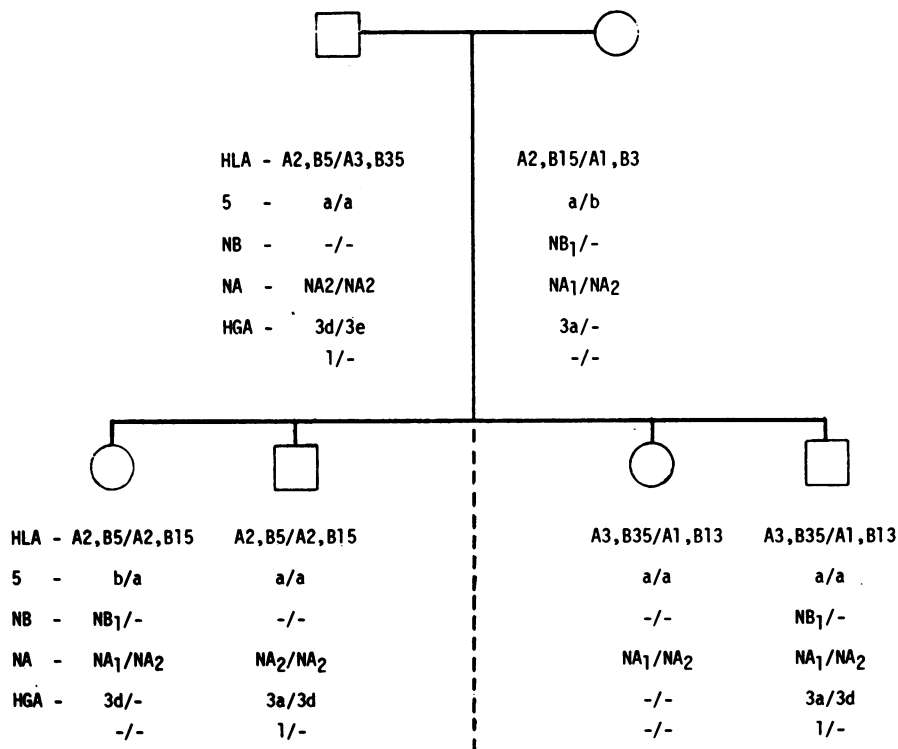 HLA - A2,B5/A3,B35 A2,B15/A1,B3
5 - a/a a/b
NB - -/- NB1/-
NA - NA2/NA2 NA1/NA2
HGA - 3d/3e 3a/-
1/- -/-
HLA - A2,B5/A2,B15 A2,B5/A2,B15 A3,B35/A1,B13 A3,B35/A1,B13
5 - b/a a/a a/a a/a
NB - NB1/- -/- -/- NB1/-
NA - NA1/NA2 NA2/NA2 NA1/NA2 NA1/NA2
HGA - 3d/- 3a/3d -/- 3a/3d
-/- 1/- -/- 1/-